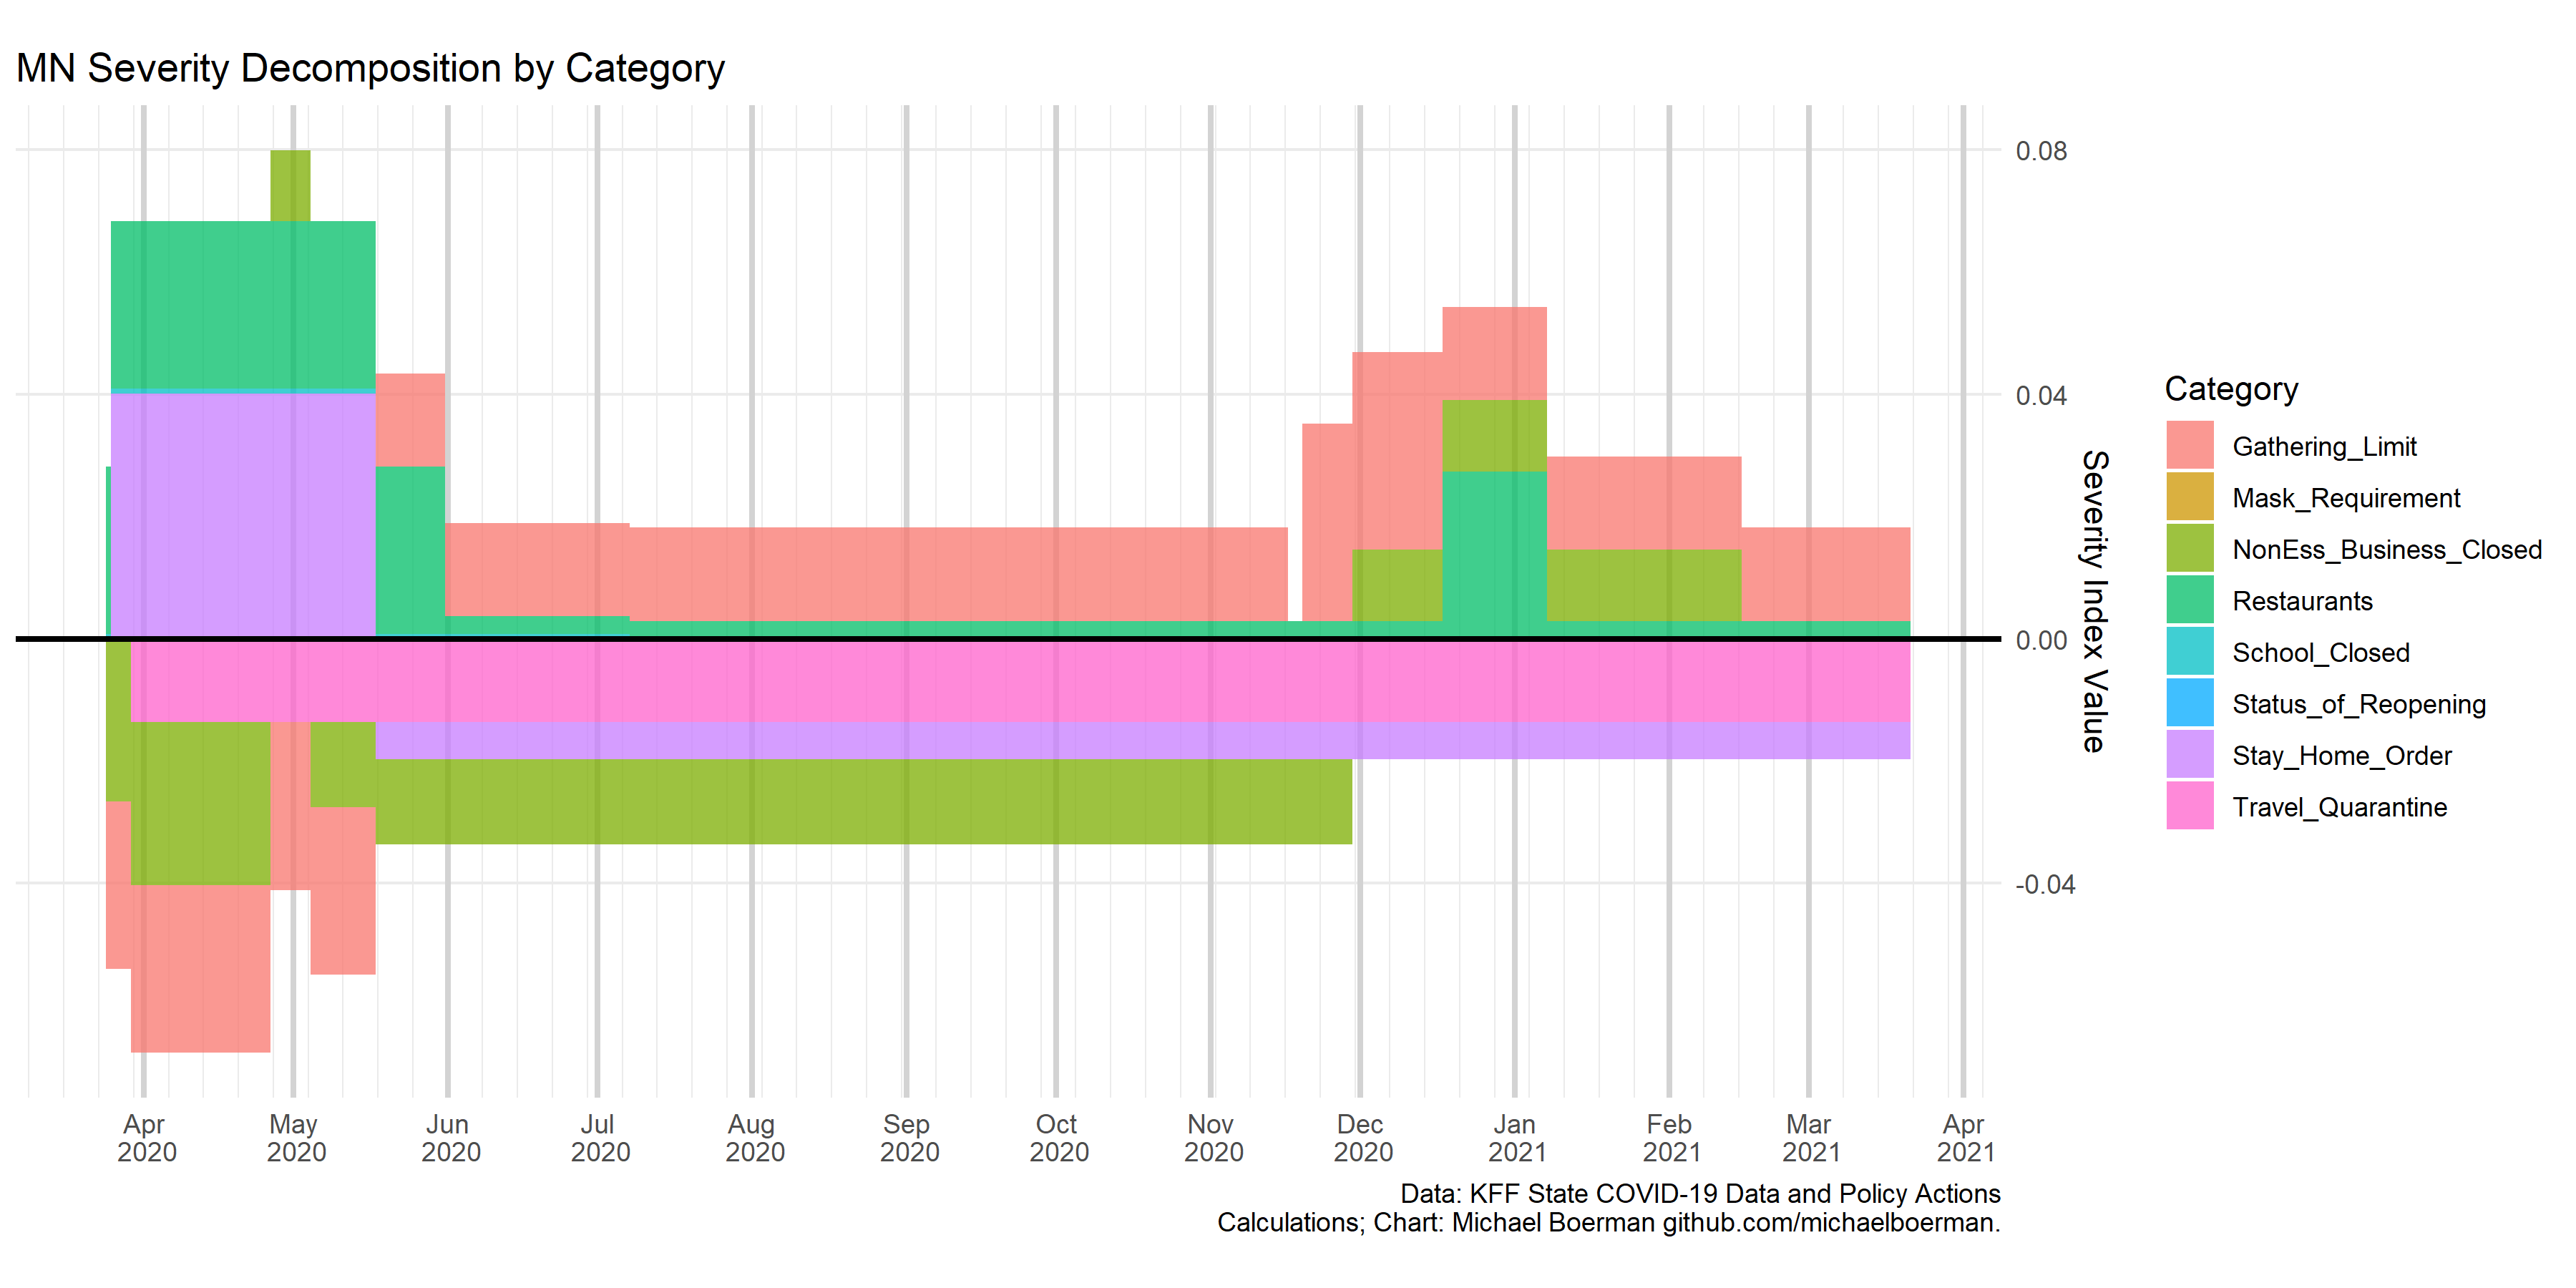 MN Severity Decomposition by Category
0.08
0.04
0.00
-0.04
Severity Index Value
Category
Gathering_Limit
Mask_Requirement
NonEss_Business_Closed
Restaurants
School_Closed
Status_of_Reopening
Stay_Home_Order
Travel_Quarantine
Apr May Jun Jul Aug Sep Oct Nov Dec Jan Feb Mar Apr
2020 2020 2020 2020 2020 2020 2020 2020 2020 2021 2021 2021 2021
Data: KFF State COVID-19 Data and Policy Actions
Calculations; Chart: Michael Boerman github.com/michaelboerman.